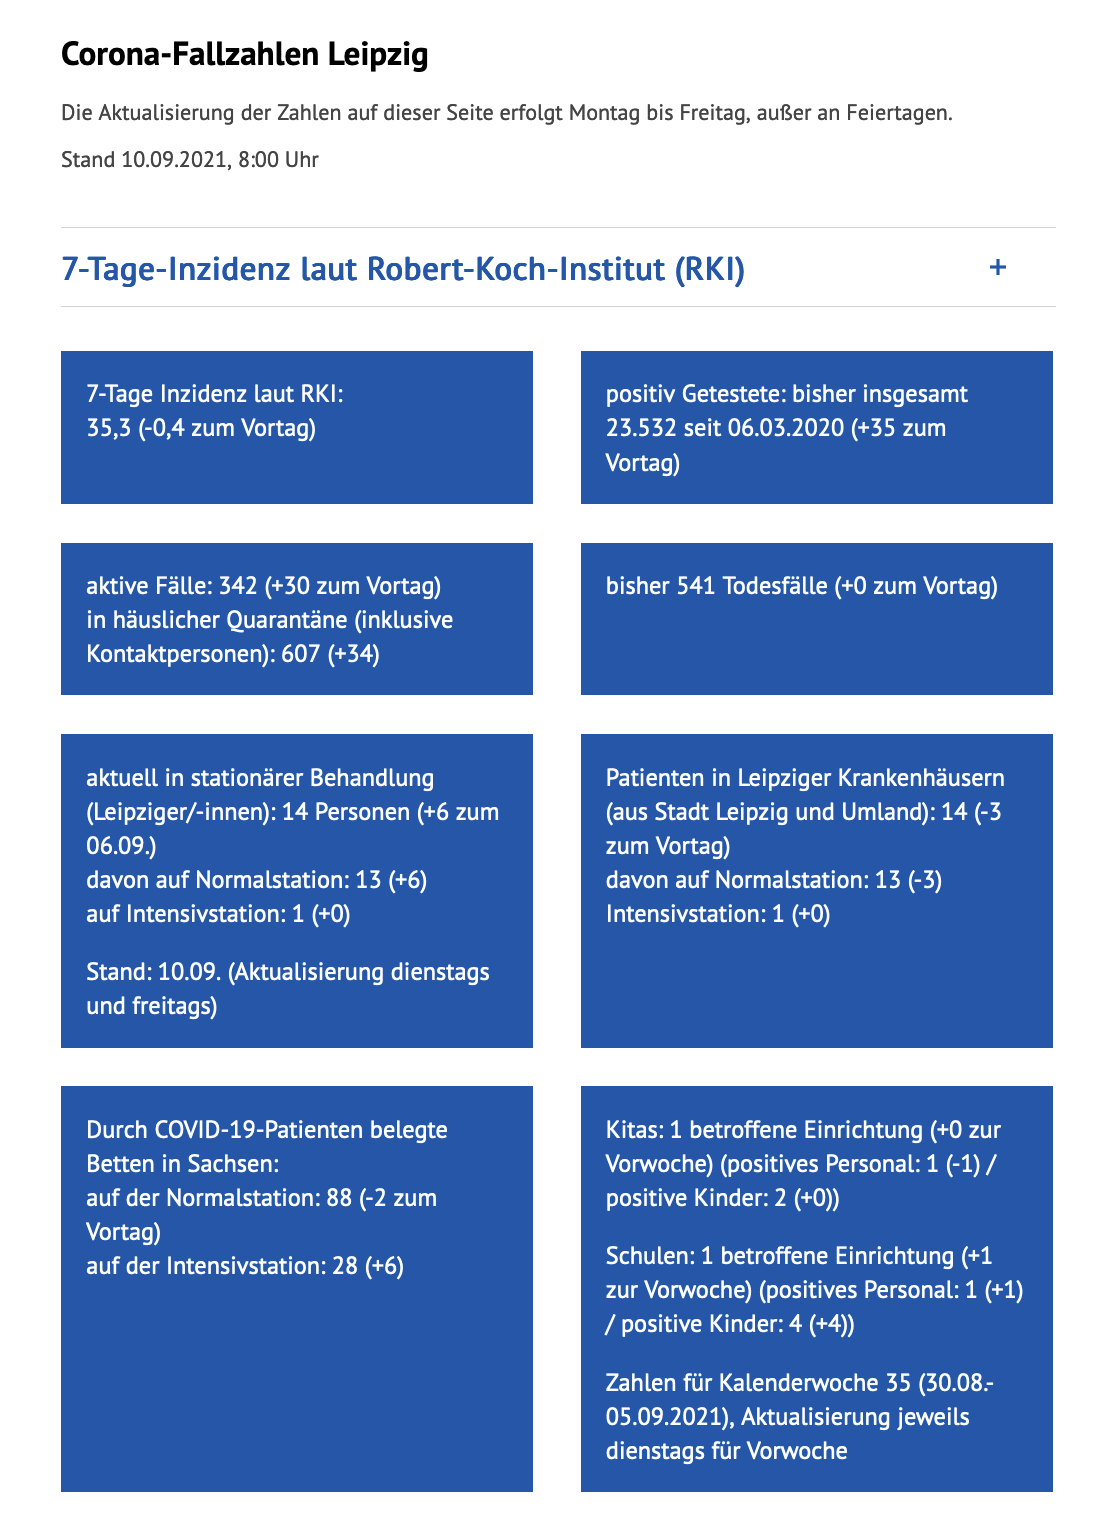 Corona-Fallzahlen Leipzig
Die Aktualisierung der Zahlen auf dieser Seite erfolgt Montag bis Freitag, außer an Feiertagen.
Stand 10.09.2021, 8:00 Uhr
7-Tage-Inzidenz laut Robert-Koch-Institut (RKI)
+
7-Tage Inzidenz laut RKI:
35,3 (-0,4 zum Vortag)
positiv Getestete: bisher insgesamt
23.532 seit 06.03.2020 (+35 zum
Vortag)
aktive Fälle: 342 (+30 zum Vortag)
in häuslicher Quarantäne (inklusive
Kontaktpersonen): 607 (+34)
bisher 541 Todesfälle (+0 zum Vortag)
aktuell in stationärer Behandlung
(Leipziger/-innen): 14 Personen (+6 zum
06.09.)
davon auf Normalstation: 13 (+6)
auf Intensivstation: 1 (+0)
Stand: 10.09. (Aktualisierung dienstags
und freitags)
Patienten in Leipziger Krankenhäusern
(aus Stadt Leipzig und Umland): 14 (-3
zum Vortag)
davon auf Normalstation: 13 (-3)
Intensivstation: 1 (+0)
Durch COVID-19-Patienten belegte
Betten in Sachsen:
auf der Normalstation: 88 (-2 zum
Vortag)
auf der Intensivstation: 28 (+6)
Kitas: 1 betroffene Einrichtung (+0 zur
Vorwoche) (positives Personal: 1 (-1) /
positive Kinder: 2 (+0))
Schulen: 1 betroffene Einrichtung (+1
zur Vorwoche) (positives Personal: 1 (+1)
/ positive Kinder: 4 (+4))
Zahlen für Kalenderwoche 35 (30.08.-
05.09.2021), Aktualisierung jeweils
dienstags für Vorwoche